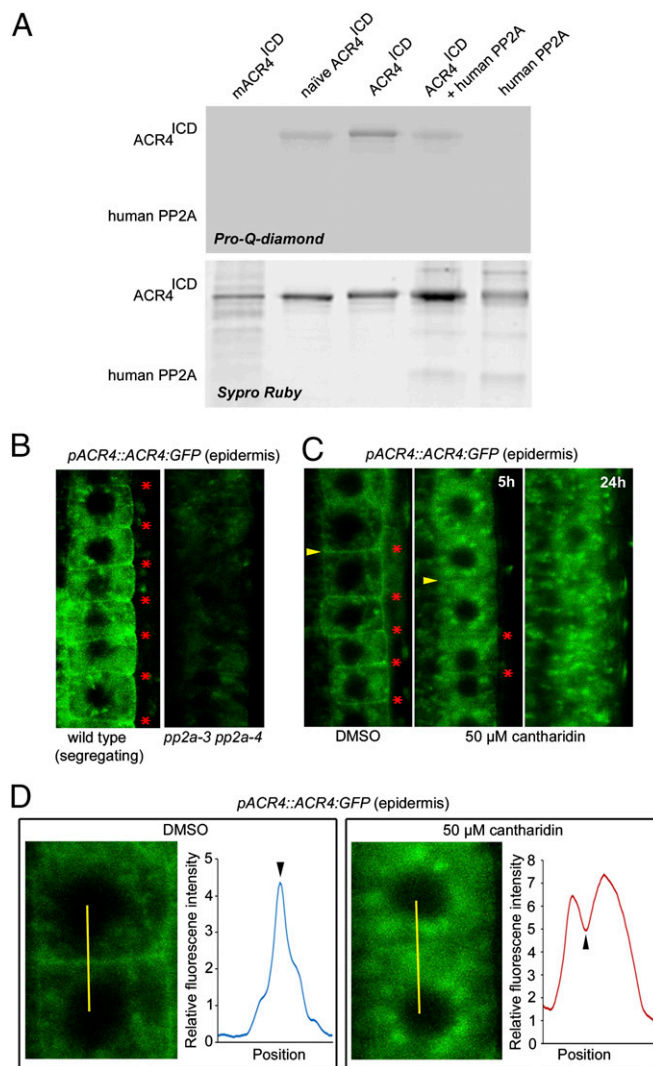 A
mACR4ICD
naïve ACR4ICD
ACR4ICD
ACR4ICD + human PP2A
human PP2A
ACR4ICD
human PP2A
Pro-Q-diamond
ACR4ICD
human PP2A
Sypro Ruby
B
pACR4::ACR4:GFP (epidermis)
* * * * * * *
wild type (segregating)
pp2a-3 pp2a-4
C
pACR4::ACR4:GFP (epidermis)
5h
24h
* * * * *
* *
DMSO
50 µM cantharidin
D
pACR4::ACR4:GFP (epidermis)
DMSO
Relative fluorescene intensity
5
4
3
2
1
0
Position
50 µM cantharidin
Relative fluorescene intensity
8
7
6
5
4
3
2
1
0
Position